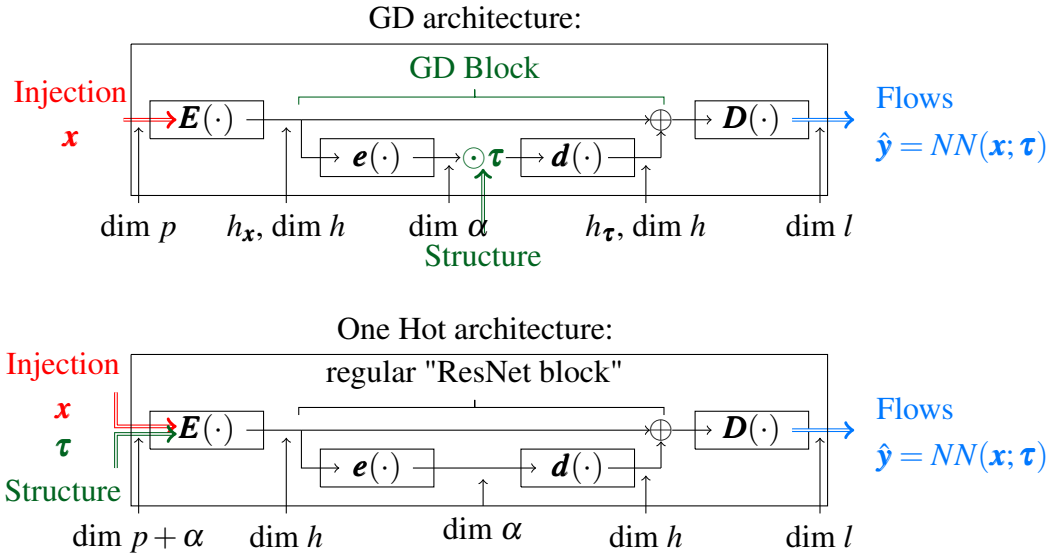 GD architecture:
GD Block
Injection
x
E(·)
D(·)
Flows
ŷ = NN(x; τ)
e(·)
⊙ τ
d(·)
dim p
h_x, dim h
dim α
h_τ, dim h
dim l
Structure
One Hot architecture:
regular "ResNet block"
Injection
x
τ
Structure
E(·)
D(·)
Flows
ŷ = NN(x; τ)
e(·)
d(·)
dim p + α
dim h
dim α
dim h
dim l